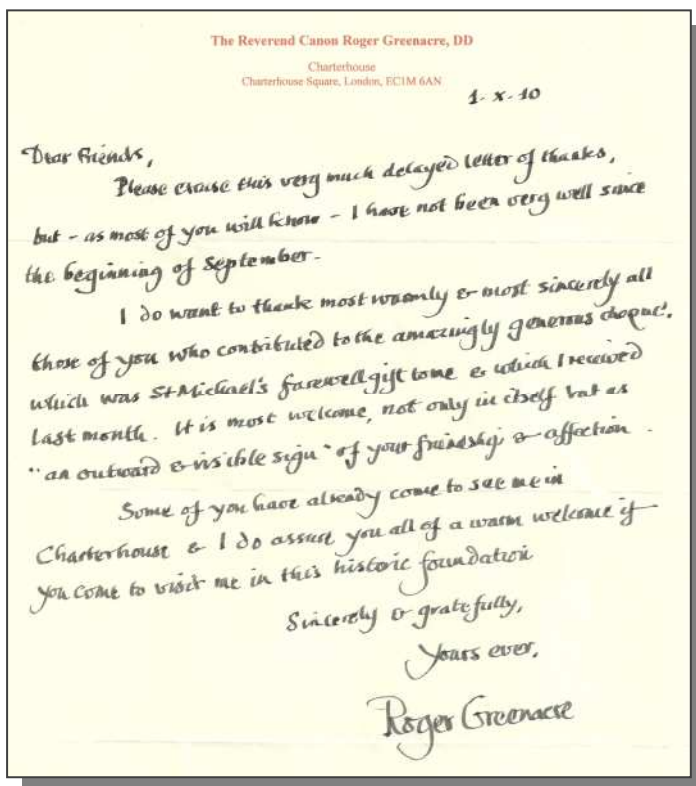 The Reverend Canon Roger Greenacre, DD
Charterhouse
Charterhouse Square, London, EC1M 6AN
1-x-10
Dear Friends,
Please excuse this very much delayed letter of thanks,
but - as most of you will know - I have not been very well since
the beginning of September.
I do want to thank most warmly & most sincerely all
those of you who contributed to the amazingly generous cheque,
which was St Michael's farewell gift to me & which I received
last month. It is most welcome, not only in itself but as
"an outward & visible sign" of your friendship & affection.
Some of you have already come to see me in
Charterhouse & I do assure you all of a warm welcome if
you come to visit me in this historic foundation
Sincerely & gratefully,
Yours ever,
Roger Greenacre